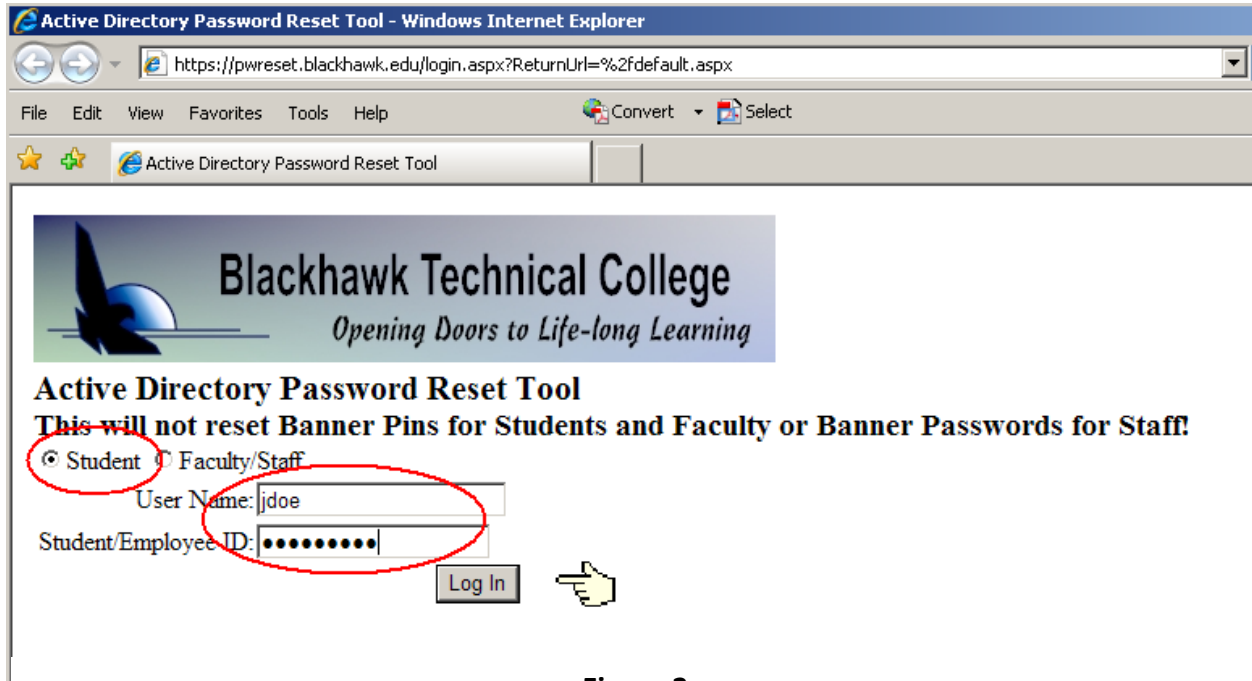 Active Directory Password Reset Tool - Windows Internet Explorer
https://pwreset.blackhawk.edu/login.aspx?ReturnUrl=%2fdefault.aspx
File Edit View Favorites Tools Help Convert Select
Active Directory Password Reset Tool
Blackhawk Technical College
Opening Doors to Life-long Learning
Active Directory Password Reset Tool
This will not reset Banner Pins for Students and Faculty or Banner Passwords for Staff!
Student Faculty/Staff
User Name: jdoe
Student/Employee ID: •••••••••
Log In